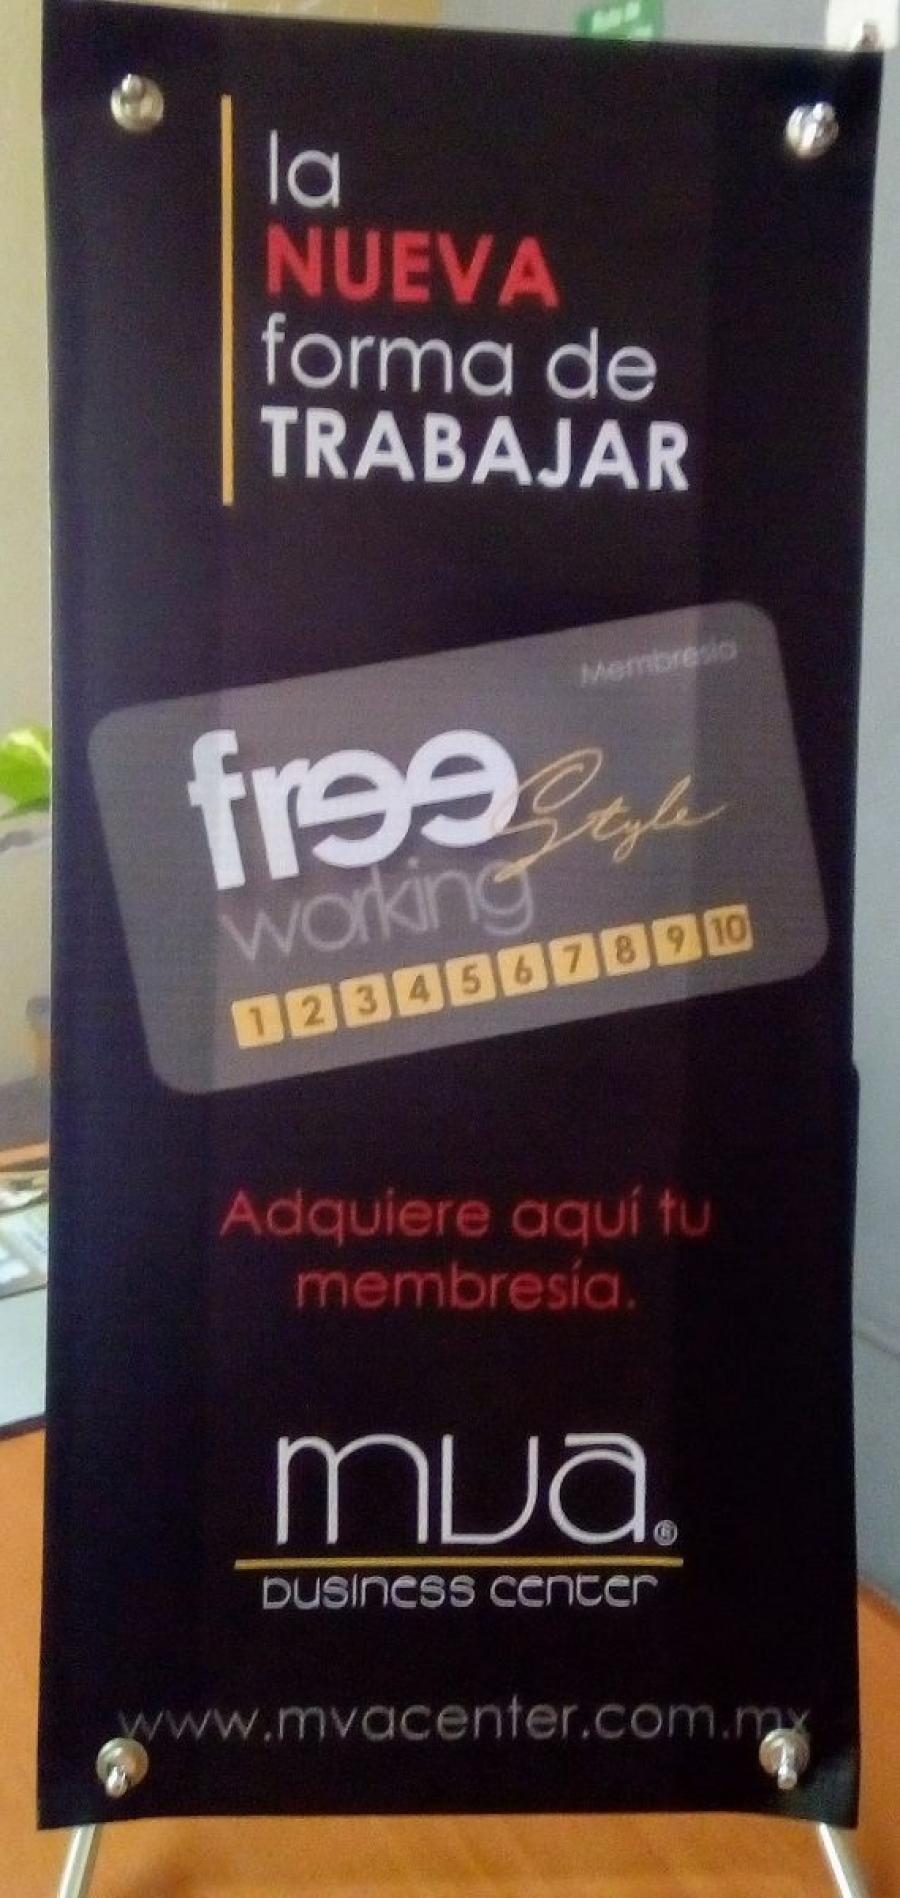 la
NUEVA
forma de
TRABAJAR
Membresía
free Style
working
1 2 3 4 5 6 7 8 9 10
Adquiere aquí tu
membresía.
mva®
business center
www.mvacenter.com.mx